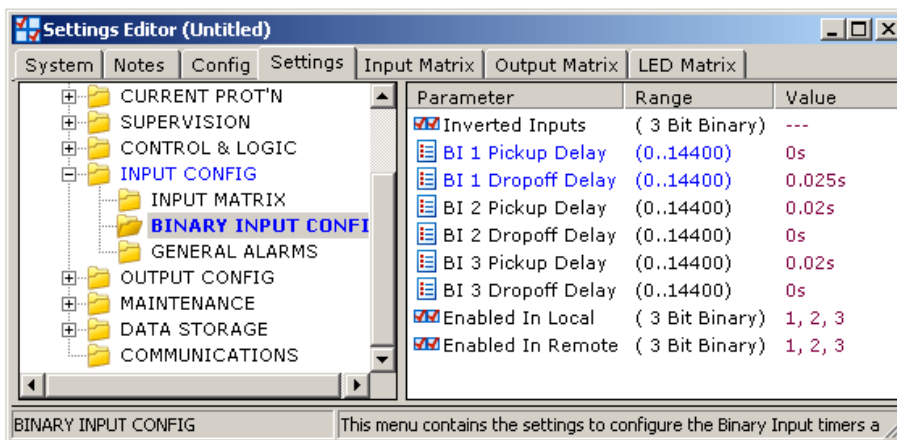 Settings Editor (Untitled)
System Notes Config Settings Input Matrix Output Matrix LED Matrix
CURRENT PROT'N
SUPERVISION
CONTROL & LOGIC
INPUT CONFIG
INPUT MATRIX
BINARY INPUT CONFI
GENERAL ALARMS
OUTPUT CONFIG
MAINTENANCE
DATA STORAGE
COMMUNICATIONS
Parameter Range Value
Inverted Inputs ( 3 Bit Binary) ---
BI 1 Pickup Delay (0..14400) 0s
BI 1 Dropoff Delay (0..14400) 0.025s
BI 2 Pickup Delay (0..14400) 0.02s
BI 2 Dropoff Delay (0..14400) 0s
BI 3 Pickup Delay (0..14400) 0.02s
BI 3 Dropoff Delay (0..14400) 0s
Enabled In Local ( 3 Bit Binary) 1, 2, 3
Enabled In Remote ( 3 Bit Binary) 1, 2, 3
BINARY INPUT CONFIG This menu contains the settings to configure the Binary Input timers a